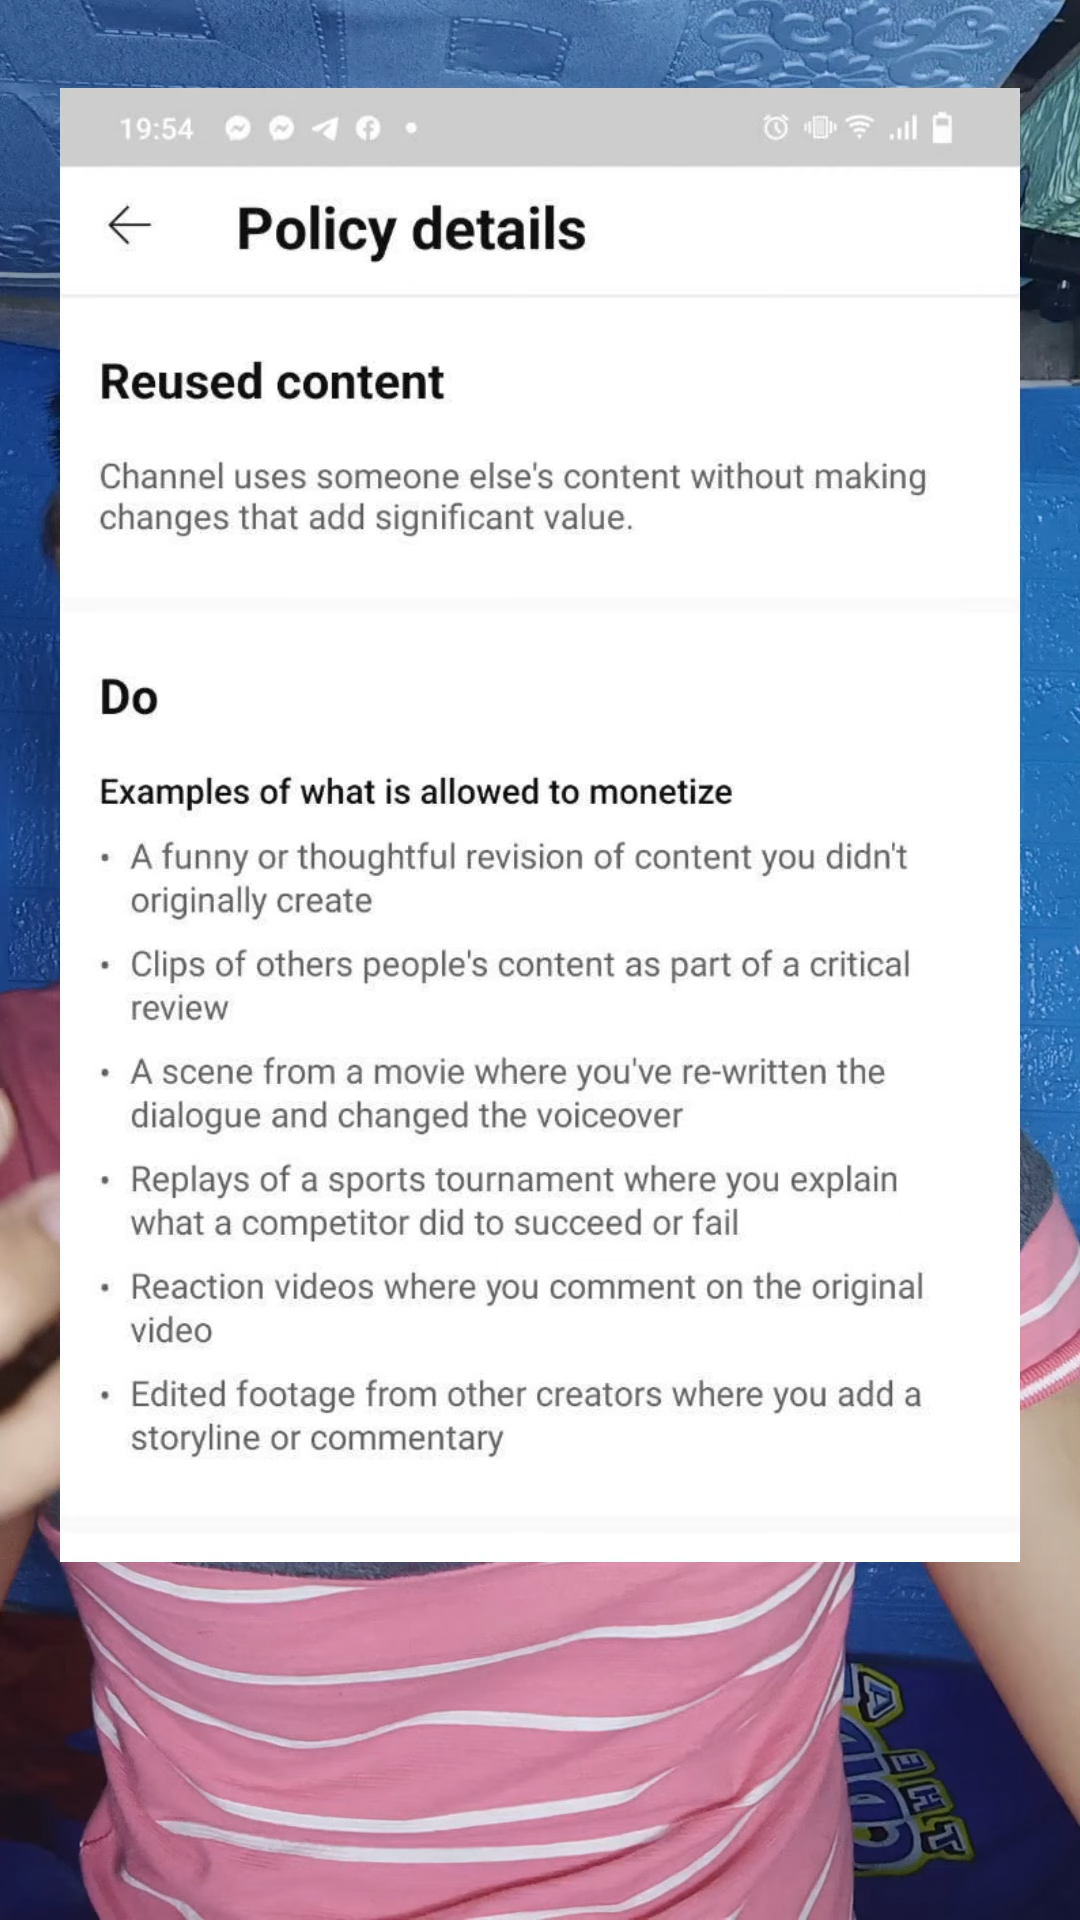 19:54
Policy details
Reused content
Channel uses someone else's content without making
changes that add significant value.
Do
Examples of what is allowed to monetize
• A funny or thoughtful revision of content you didn't
originally create
• Clips of others people's content as part of a critical
review
• A scene from a movie where you've re-written the
dialogue and changed the voiceover
• Replays of a sports tournament where you explain
what a competitor did to succeed or fail
• Reaction videos where you comment on the original
video
• Edited footage from other creators where you add a
storyline or commentary
THE